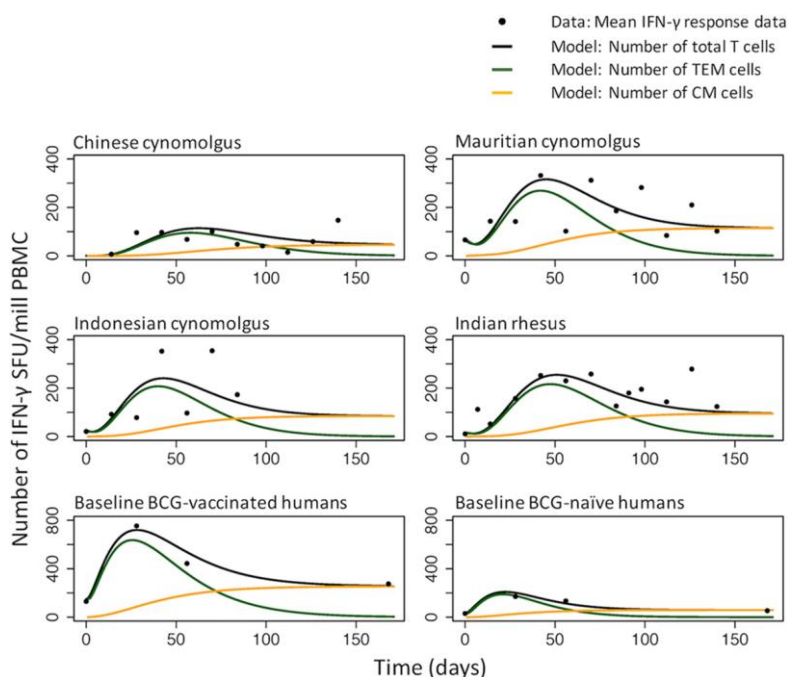 Data: Mean IFN-γ response data
Model: Number of total T cells
Model: Number of TEM cells
Model: Number of CM cells
Number of IFN-γ SFU/mill PBMC
Chinese cynomolgus
400
200
0
0 50 100 150
Mauritian cynomolgus
400
200
0
0 50 100 150
Indonesian cynomolgus
400
200
0
0 50 100 150
Indian rhesus
400
200
0
0 50 100 150
Baseline BCG-vaccinated humans
800
400
0
0 50 100 150
Baseline BCG-naïve humans
800
400
0
0 50 100 150
Time (days)